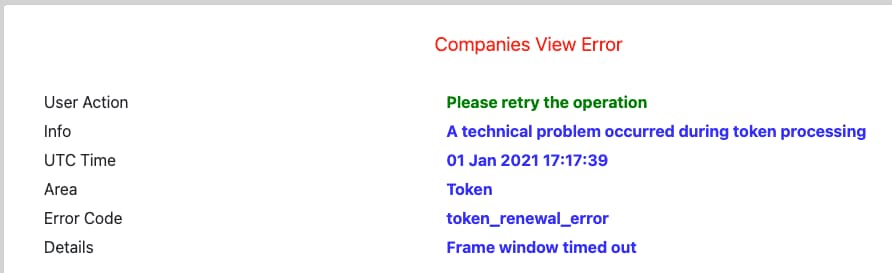 Companies View Error
User Action Please retry the operation
Info A technical problem occurred during token processing
UTC Time 01 Jan 2021 17:17:39
Area Token
Error Code token_renewal_error
Details Frame window timed out